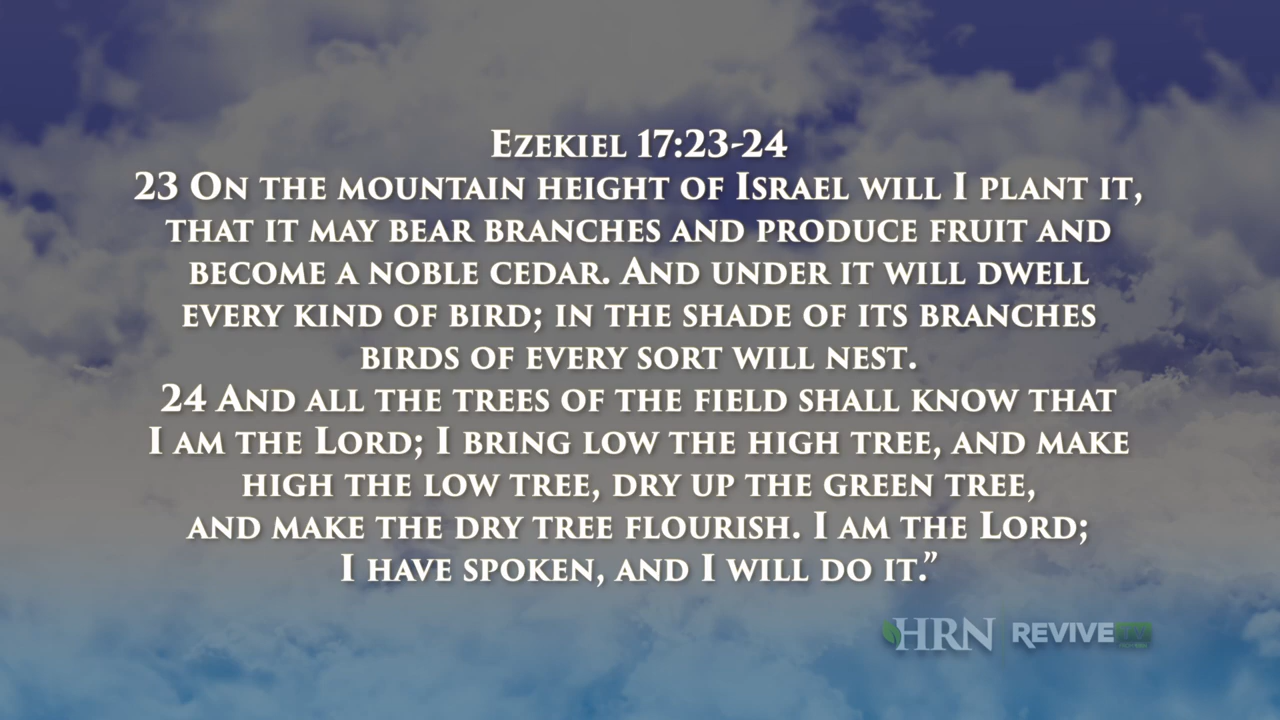 Ezekiel 17:23-24
23 On the mountain height of Israel will I plant it,
that it may bear branches and produce fruit and
become a noble cedar. And under it will dwell
every kind of bird; in the shade of its branches
birds of every sort will nest.
24 And all the trees of the field shall know that
I am the Lord; I bring low the high tree, and make
high the low tree, dry up the green tree,
and make the dry tree flourish. I am the Lord;
I have spoken, and I will do it.”
HRN REVIVE